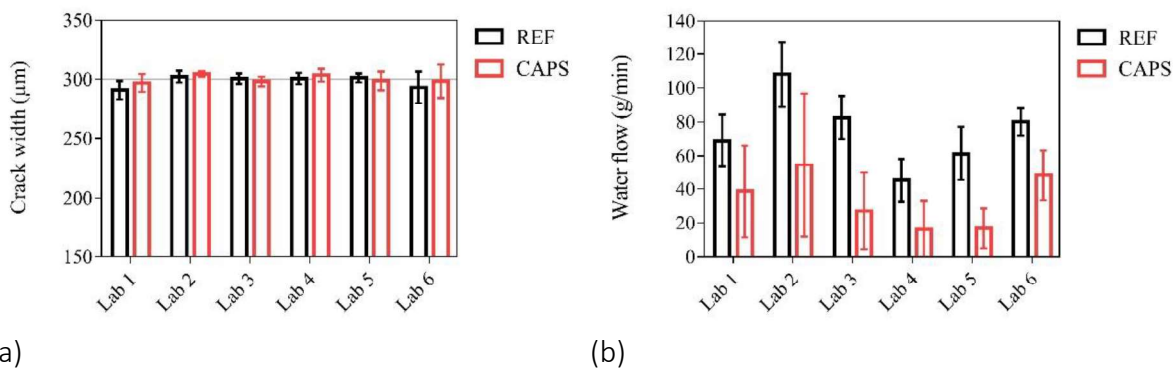 350
300
250
200
150
Crack width (μm)
Lab 1
Lab 2
Lab 3
Lab 4
Lab 5
Lab 6
REF
CAPS
a)
140
120
100
80
60
40
20
0
Water flow (g/min)
Lab 1
Lab 2
Lab 3
Lab 4
Lab 5
Lab 6
REF
CAPS
(b)